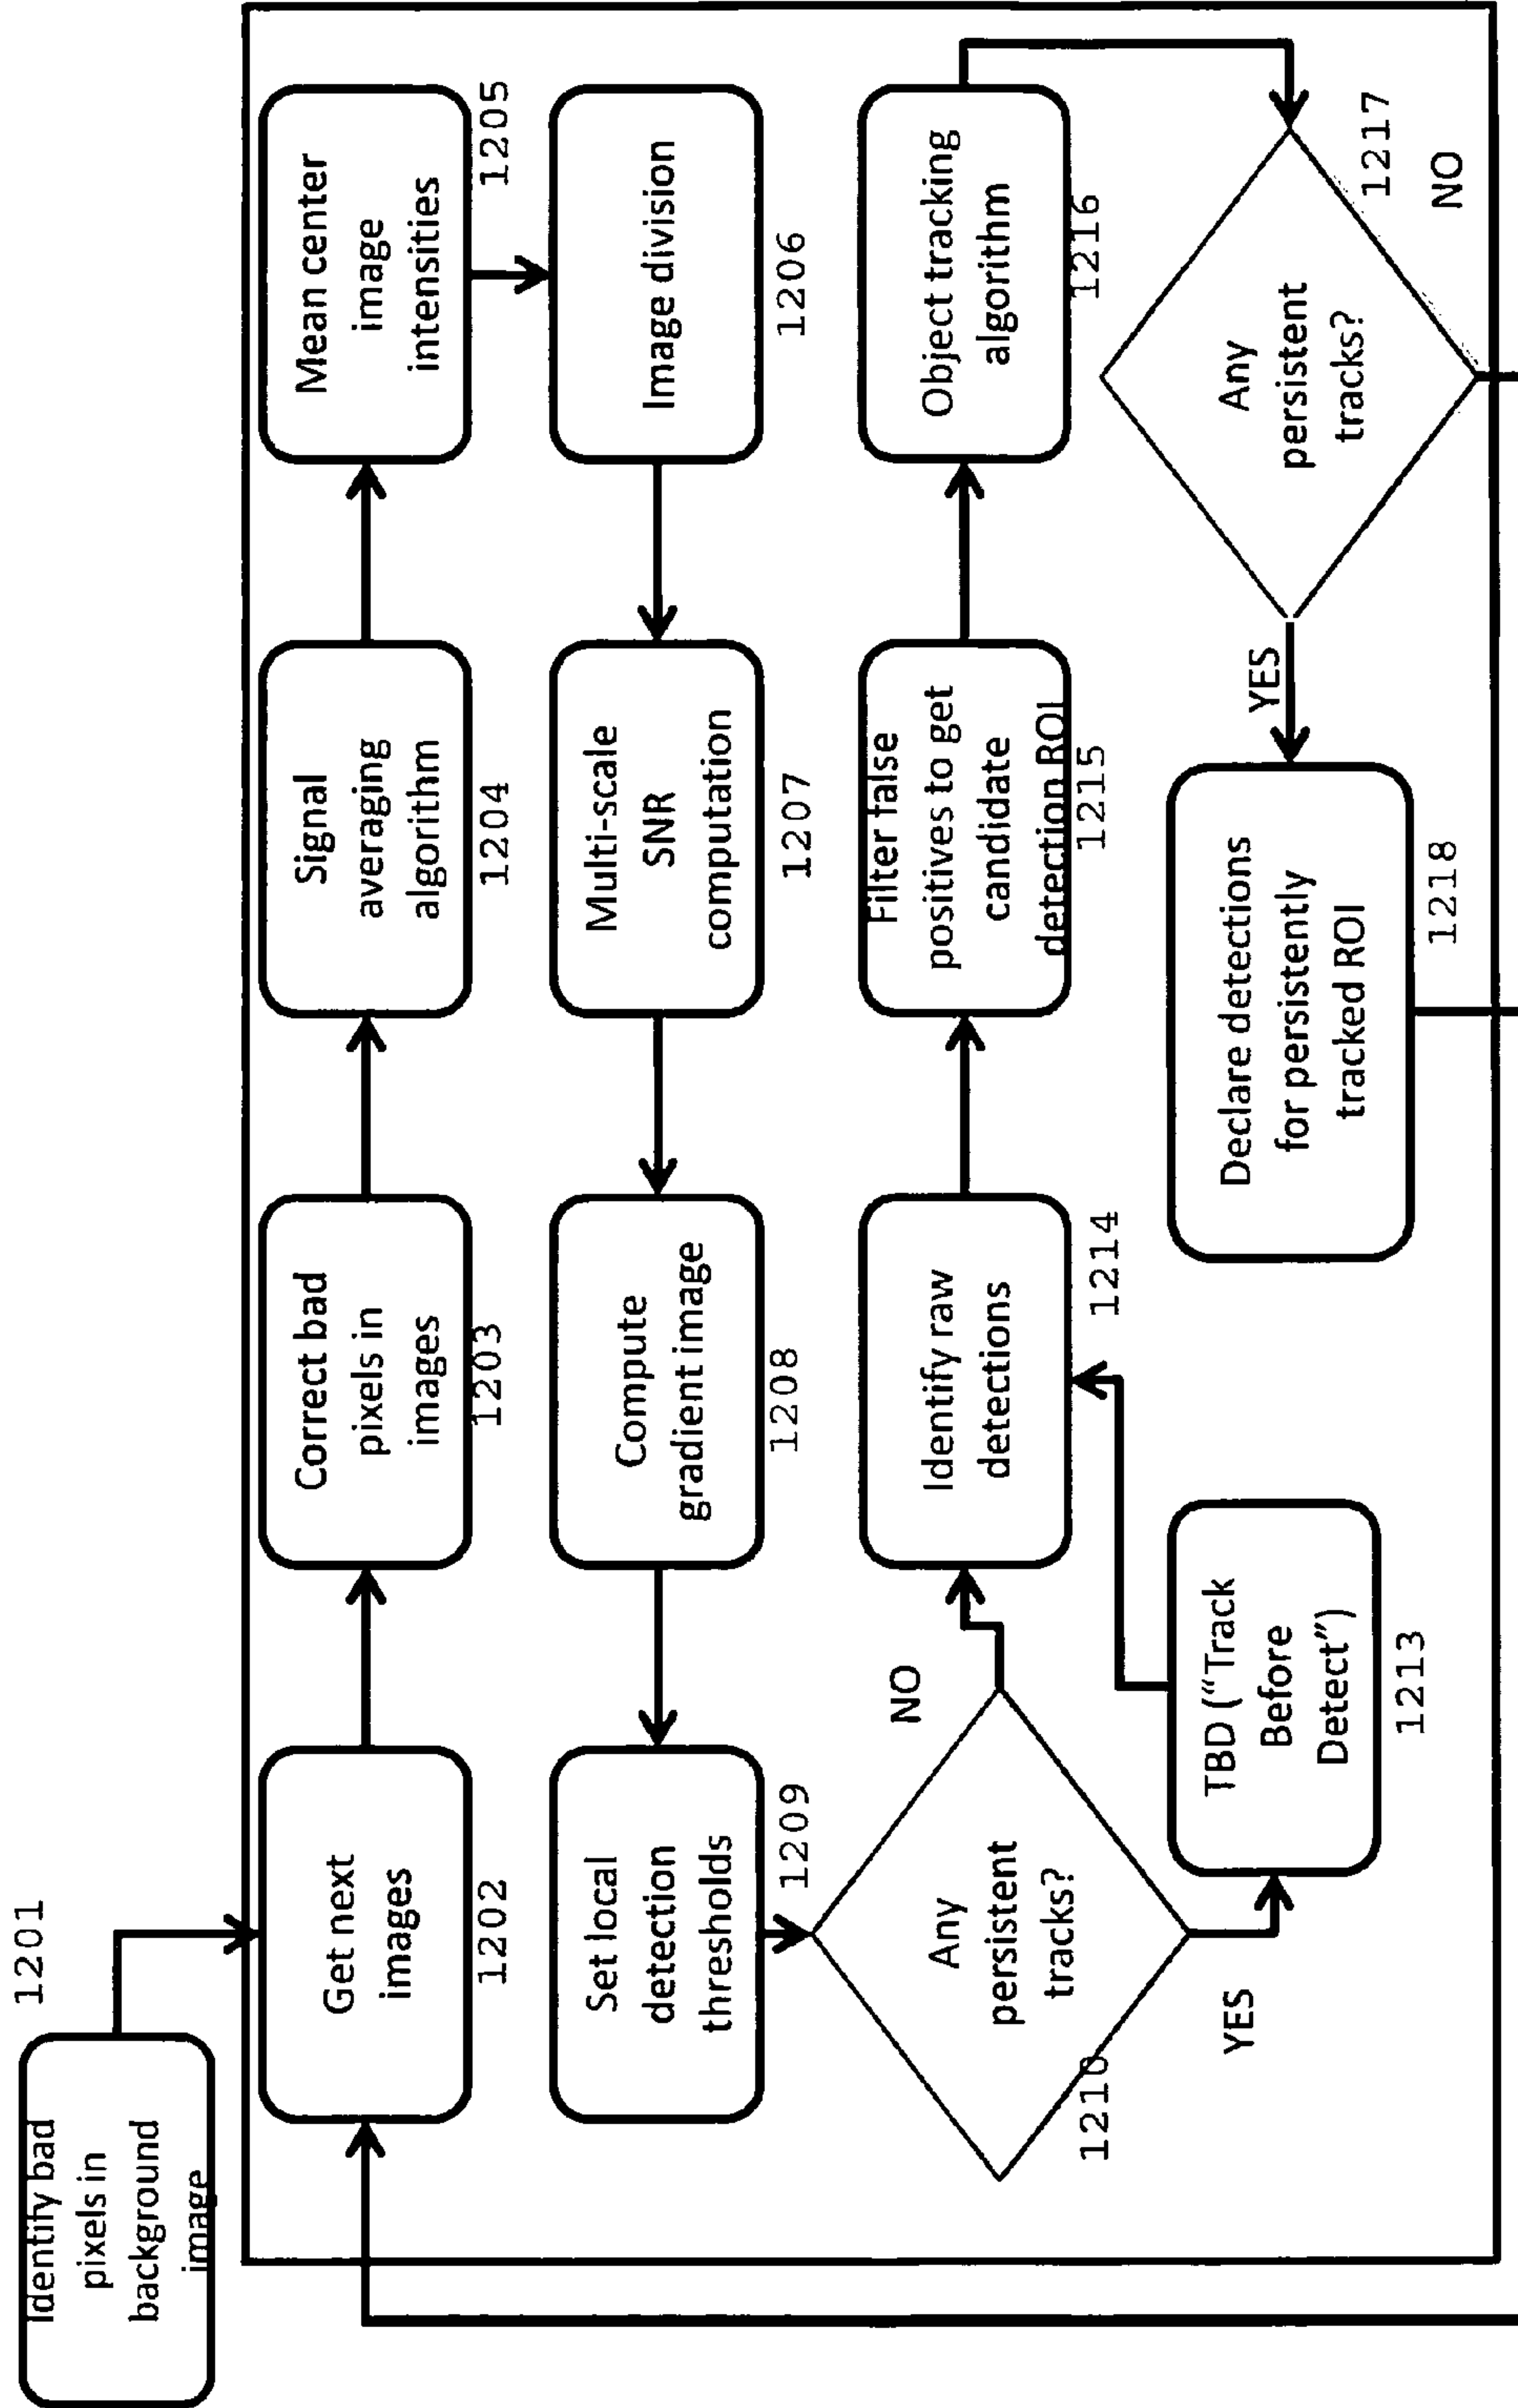 1201
Identify bad
pixels in
background
image
Get next
images
1202
Correct bad
pixels in
images
1203
Signal
averaging
algorithm
1204
Mean center
image
intensities
1205
Image division
1206
Multi-scale
SNR
computation
1207
Compute
gradient image
1208
Set local
detection
thresholds
1209
Any
persistent
tracks?
1210
NO
YES
TBD (“Track
Before
Detect”)
1213
Identify raw
detections
1214
Filter false
positives to get
candidate
detection ROI
1215
Object tracking
algorithm
1216
Any
persistent
tracks?
1217
NO
YES
Declare detections
for persistently
tracked ROI
1218